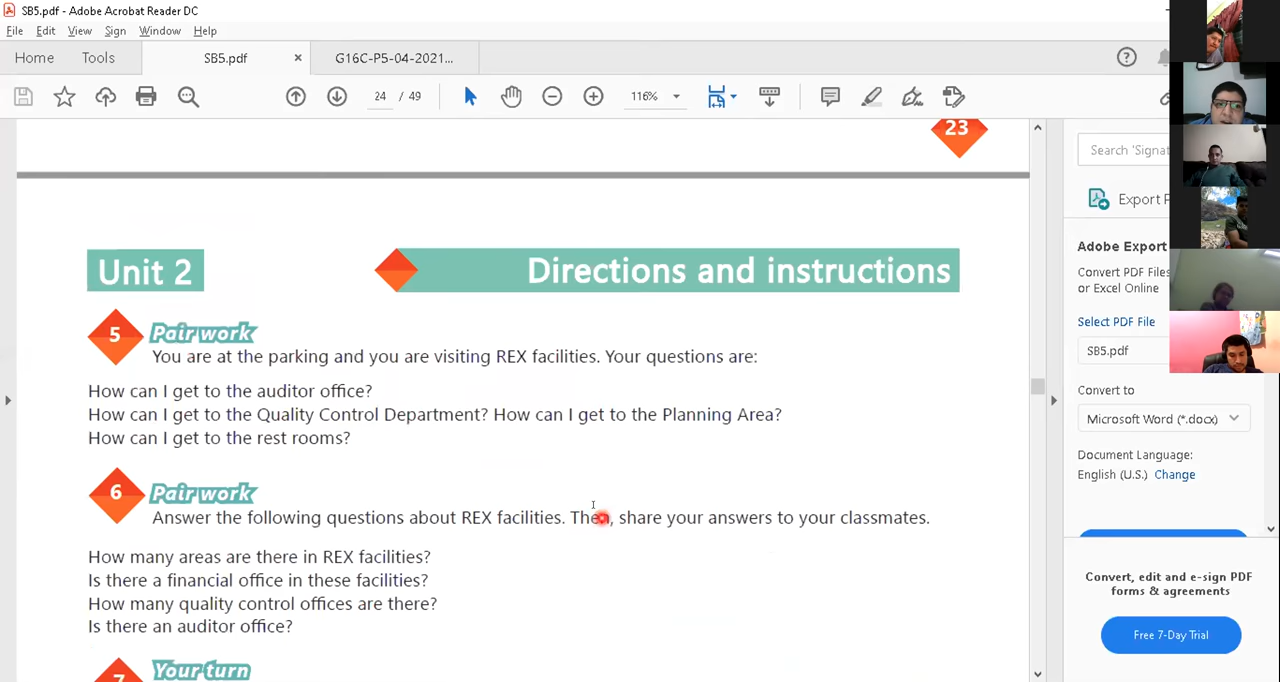 SB5.pdf - Adobe Acrobat Reader DC
File Edit View Sign Window Help
Home Tools SB5.pdf × G16C-P5-04-2021...
24 / 49 116%
Search 'Signat
23
Export P
Unit 2 Directions and instructions
Adobe Export
Convert PDF Files
or Excel Online
Select PDF File
SB5.pdf
Convert to
Microsoft Word (*.docx)
Document Language:
English (U.S.) Change
Convert, edit and e-sign PDF
forms & agreements
Free 7-Day Trial
5 Pair work
You are at the parking and you are visiting REX facilities. Your questions are:
How can I get to the auditor office?
How can I get to the Quality Control Department? How can I get to the Planning Area?
How can I get to the rest rooms?
6 Pair work
Answer the following questions about REX facilities. Then, share your answers to your classmates.
How many areas are there in REX facilities?
Is there a financial office in these facilities?
How many quality control offices are there?
Is there an auditor office?
7 Your turn